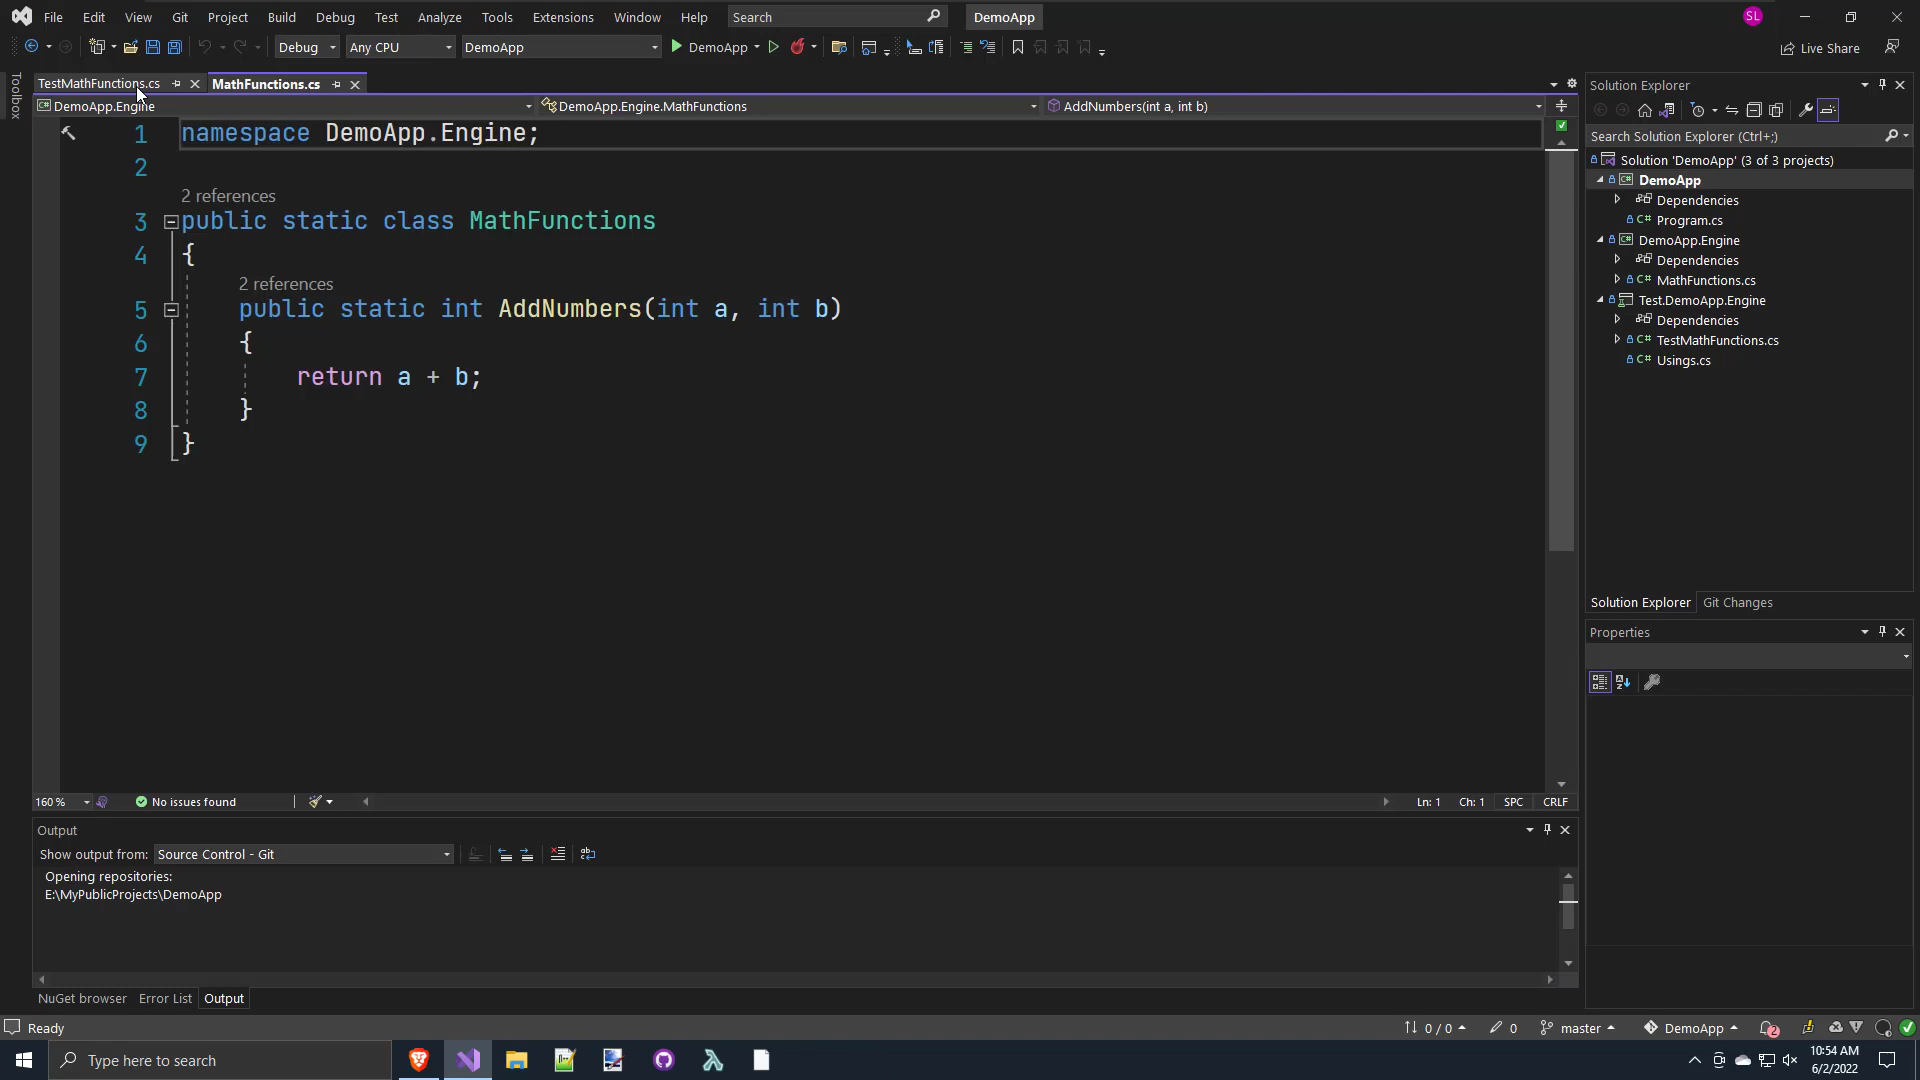 File Edit View Git Project Build Debug Test Analyze Tools Extensions Window Help Search DemoApp SL
Debug Any CPU DemoApp DemoApp Live Share
Toolbox
TestMathFunctions.cs MathFunctions.cs
DemoApp.Engine DemoApp.Engine.MathFunctions AddNumbers(int a, int b)
1 namespace DemoApp.Engine;
2
2 references
3 public static class MathFunctions
4 {
2 references
5 public static int AddNumbers(int a, int b)
6 {
7 return a + b;
8 }
9 }
160 % No issues found Ln: 1 Ch: 1 SPC CRLF
Output
Show output from: Source Control - Git
Opening repositories:
E:\MyPublicProjects\DemoApp
NuGet browser Error List Output
Solution Explorer
Search Solution Explorer (Ctrl+;)
Solution 'DemoApp' (3 of 3 projects)
C# DemoApp
Dependencies
C# Program.cs
C# DemoApp.Engine
Dependencies
C# MathFunctions.cs
Test.DemoApp.Engine
Dependencies
C# TestMathFunctions.cs
C# Usings.cs
Solution Explorer Git Changes
Properties
Ready 0 / 0 0 master DemoApp 2
Type here to search 10:54 AM
6/2/2022